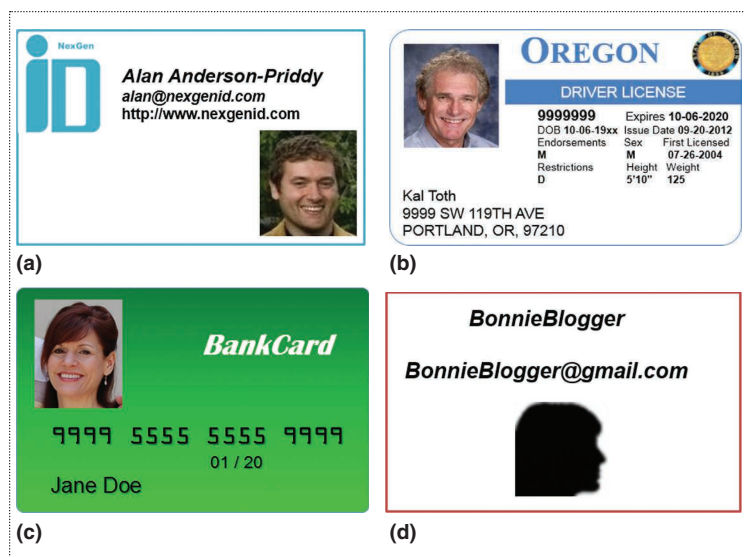 NexGen
iD
Alan Anderson-Priddy
alan@nexgenid.com
http://www.nexgenid.com
(a)
OREGON
DRIVER LICENSE
9999999 Expires 10-06-2020
DOB 10-06-19xx Issue Date 09-20-2012
Endorsements Sex First Licensed
M M 07-26-2004
Restrictions Height Weight
D 5'10" 125
Kal Toth
9999 SW 119TH AVE
PORTLAND, OR, 97210
(b)
BankCard
9999 5555 5555 9999
01 / 20
Jane Doe
(c)
BonnieBlogger
BonnieBlogger@gmail.com
(d)